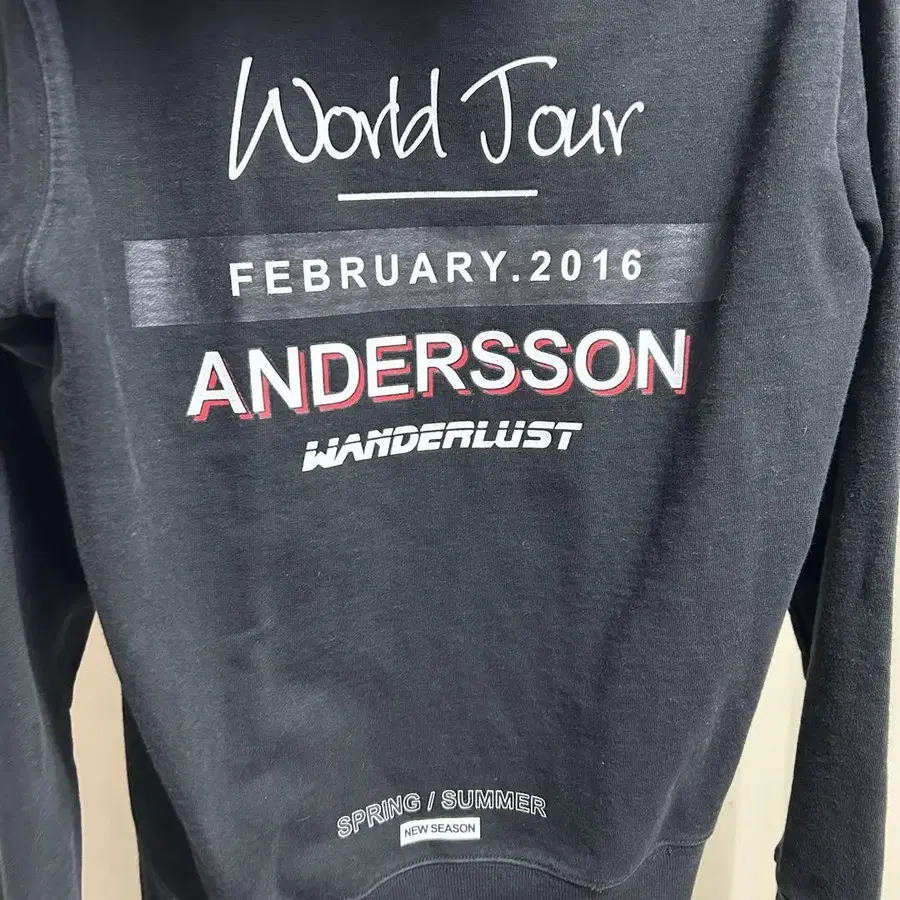 World Tour
FEBRUARY.2016
ANDERSSON
WANDERLUST
SPRING / SUMMER
NEW SEASON